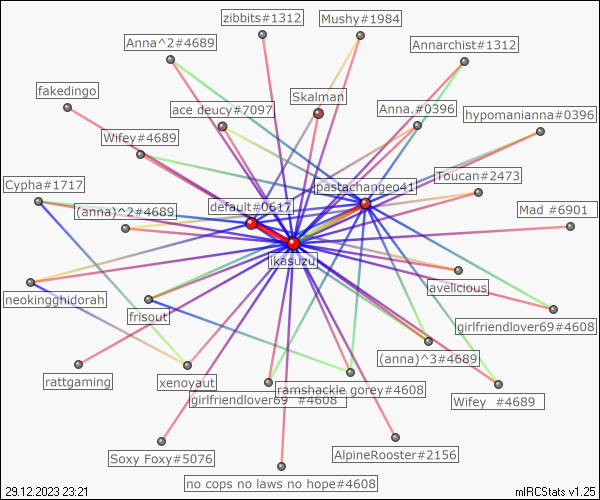 zibbits#1312
Mushy#1984
Anna^2#4689
Annarchist#1312
fakedingo
Skalman
ace deucy#7097
Anna.#0396
hypomanianna#0396
Wifey#4689
Cypha#1717
pastachangeo41
Toucan#2473
(anna)^2#4689
default#0617
Mad #6901
ikasuzu
neokingghidorah
avelicious
frisout
girlfriendlover69#4608
(anna)^3#4689
rattgaming
xenoyaut
ramshackle gorey#4608
girlfriendlover69 #4608
Wifey #4689
Soxy Foxy#5076
AlpineRooster#2156
no cops no laws no hope#4608
29.12.2023 23:21
mIRCStats v1.25